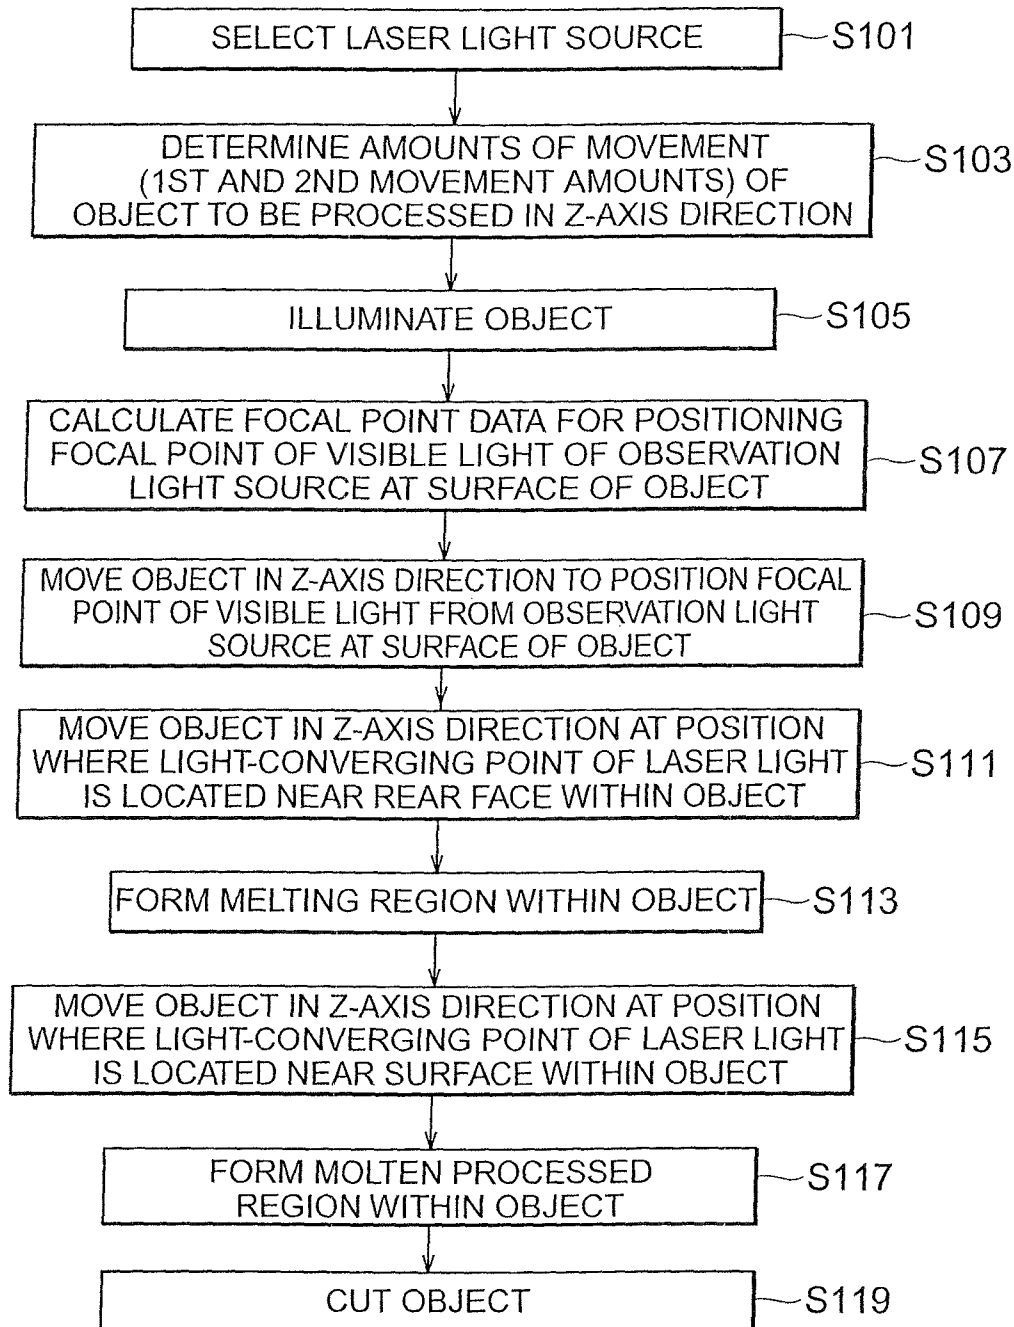 SELECT LASER LIGHT SOURCE
S101
DETERMINE AMOUNTS OF MOVEMENT
(1ST AND 2ND MOVEMENT AMOUNTS) OF
OBJECT TO BE PROCESSED IN Z-AXIS DIRECTION
S103
ILLUMINATE OBJECT
S105
CALCULATE FOCAL POINT DATA FOR POSITIONING
FOCAL POINT OF VISIBLE LIGHT OF OBSERVATION
LIGHT SOURCE AT SURFACE OF OBJECT
S107
MOVE OBJECT IN Z-AXIS DIRECTION TO POSITION FOCAL
POINT OF VISIBLE LIGHT FROM OBSERVATION LIGHT
SOURCE AT SURFACE OF OBJECT
S109
MOVE OBJECT IN Z-AXIS DIRECTION AT POSITION
WHERE LIGHT-CONVERGING POINT OF LASER LIGHT
IS LOCATED NEAR REAR FACE WITHIN OBJECT
S111
FORM MELTING REGION WITHIN OBJECT
S113
MOVE OBJECT IN Z-AXIS DIRECTION AT POSITION
WHERE LIGHT-CONVERGING POINT OF LASER LIGHT
IS LOCATED NEAR SURFACE WITHIN OBJECT
S115
FORM MOLTEN PROCESSED
REGION WITHIN OBJECT
S117
CUT OBJECT
S119